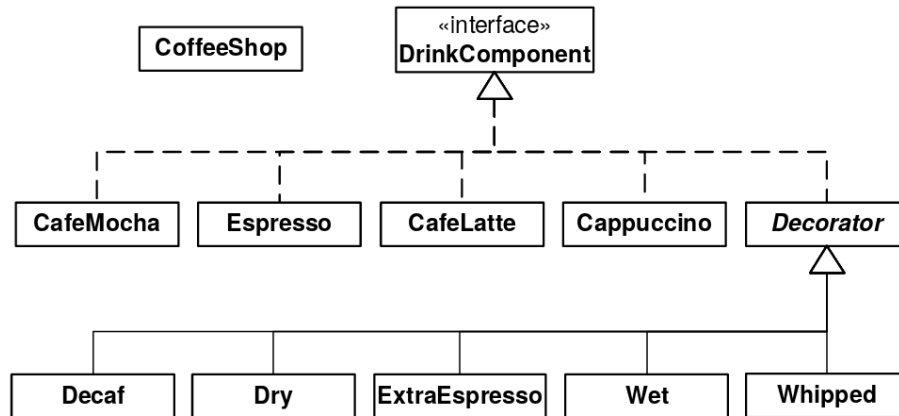 CoffeeShop
«interface»
DrinkComponent
CafeMocha
Espresso
CafeLatte
Cappuccino
Decorator
Decaf
Dry
ExtraEspresso
Wet
Whipped